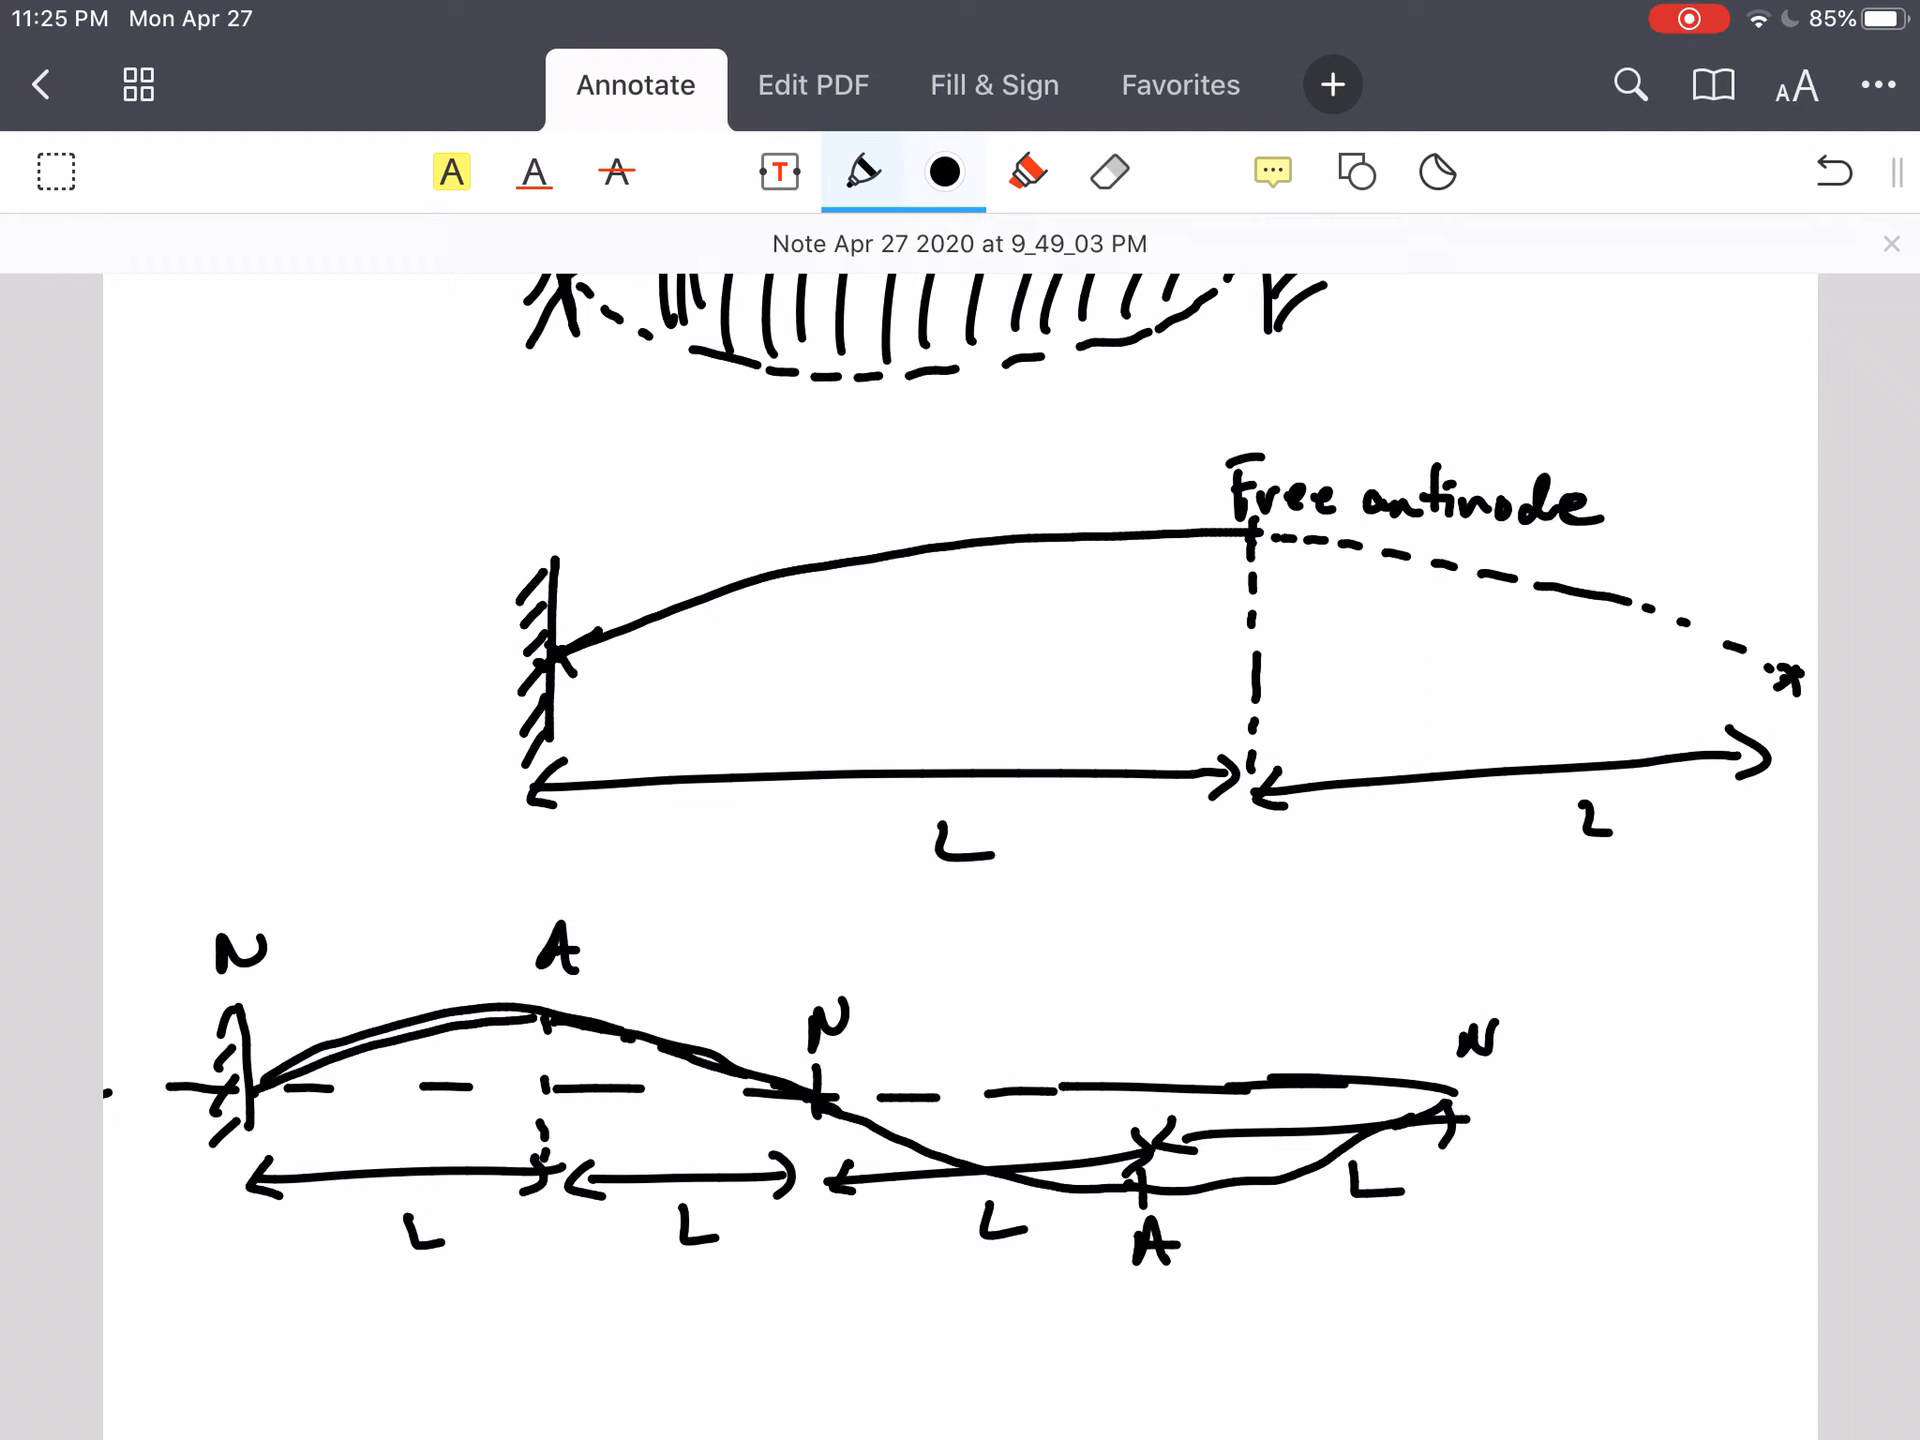 11:25 PM Mon Apr 27 85%
Annotate Edit PDF Fill & Sign Favorites
AA
A A A T
Note Apr 27 2020 at 9_49_03 PM
Free antinode
L L
N A N N
L L L L
A